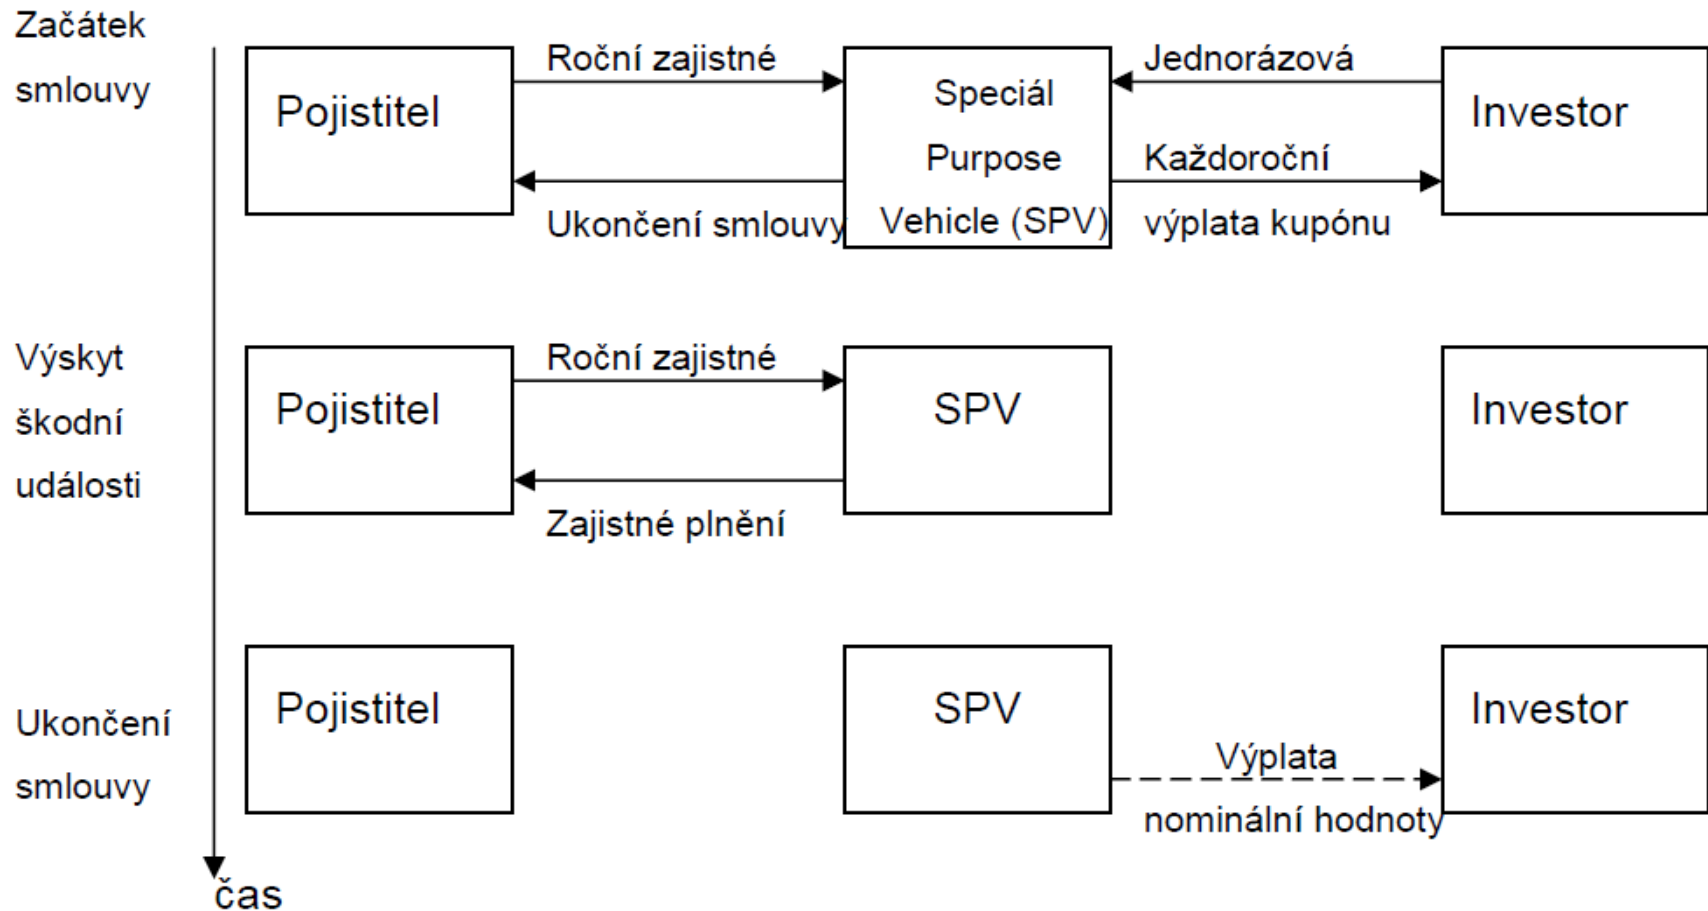 Začátek
smlouvy
Pojistitel
Roční zajistné
Ukončení smlouvy
Speciál
Purpose
Vehicle (SPV)
Jednorázová
Každoroční
výplata kupónu
Investor
Výskyt
škodní
události
Pojistitel
Roční zajistné
Zajistné plnění
SPV
Investor
Ukončení
smlouvy
Pojistitel
SPV
Výplata
nominální hodnoty
Investor
čas